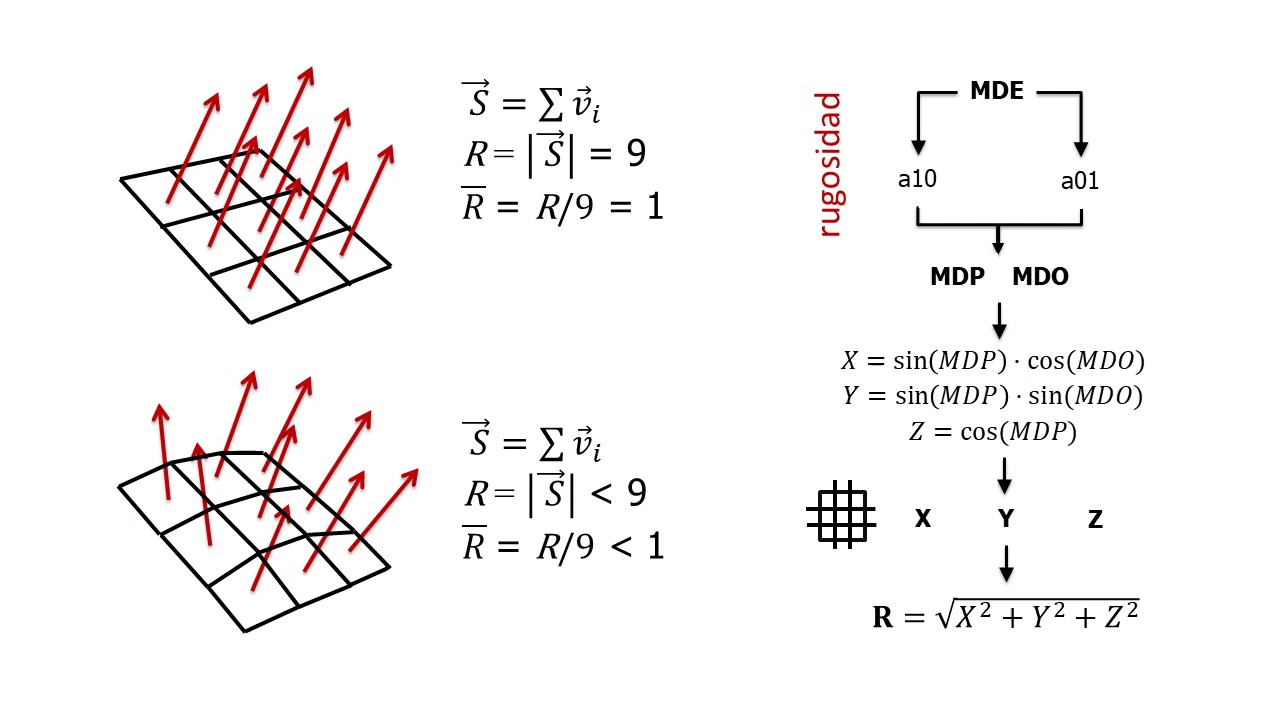 S⃗ = ∑ v⃗ᵢ
R = |S⃗| = 9
R̅ = R/9 = 1
S⃗ = ∑ v⃗ᵢ
R = |S⃗| < 9
R̅ = R/9 < 1
rugosidad
MDE
a10 a01
MDP MDO
X = sin(MDP) · cos(MDO)
Y = sin(MDP) · sin(MDO)
Z = cos(MDP)
X Y Z
R = √X² + Y² + Z²